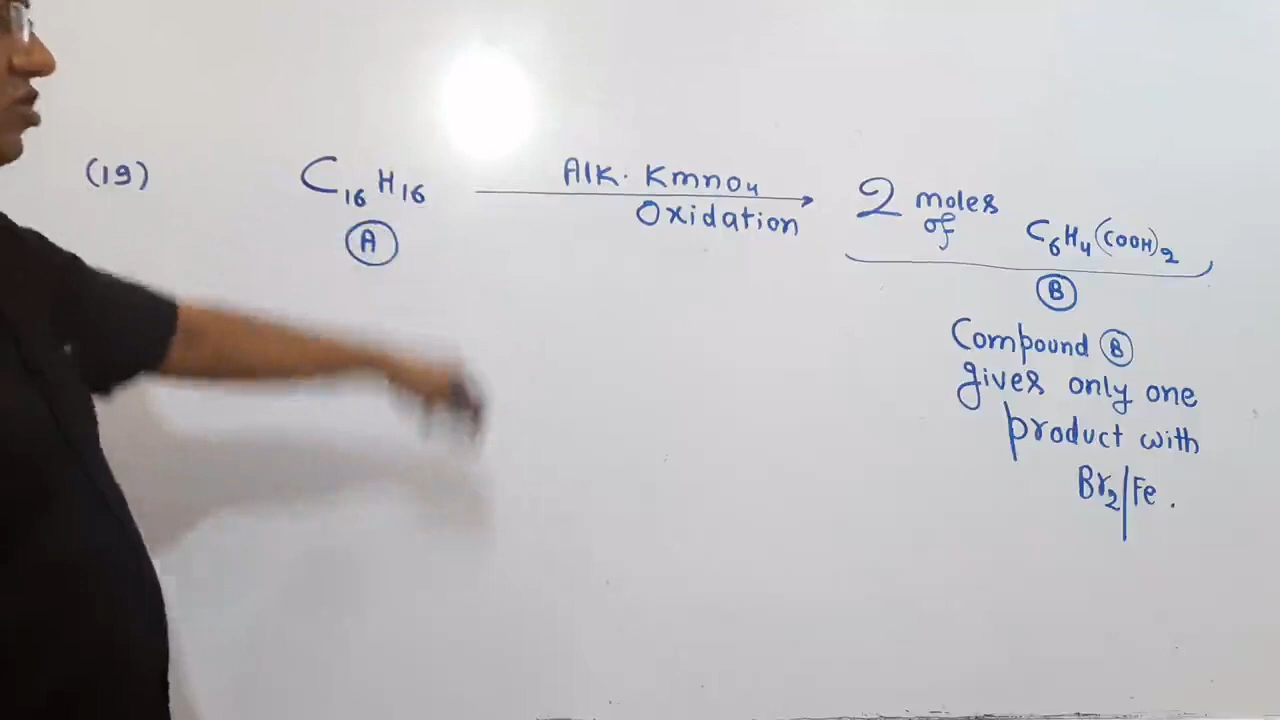 (19) C16H16 Alk. Kmno4 Oxidation 2 moles of C6H4(COOH)2
A
B
Compound B
gives only one
product with
Br2/Fe.